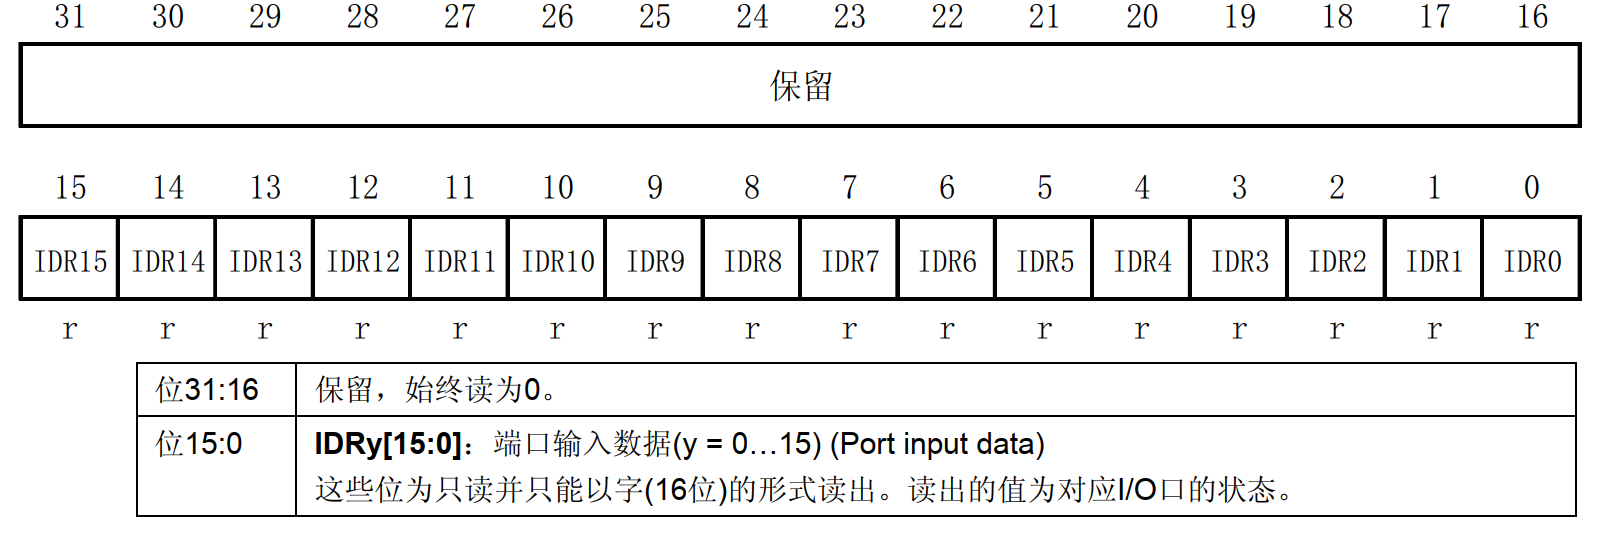 31 30 29 28 27 26 25 24 23 22 21 20 19 18 17 16
保留
15 14 13 12 11 10 9 8 7 6 5 4 3 2 1 0
IDR15 IDR14 IDR13 IDR12 IDR11 IDR10 IDR9 IDR8 IDR7 IDR6 IDR5 IDR4 IDR3 IDR2 IDR1 IDR0
r r r r r r r r r r r r r r r r
位31:16 保留，始终读为0。
位15:0 IDRy[15:0]：端口输入数据(y = 0…15) (Port input data)
这些位为只读并只能以字(16位)的形式读出。读出的值为对应I/O口的状态。